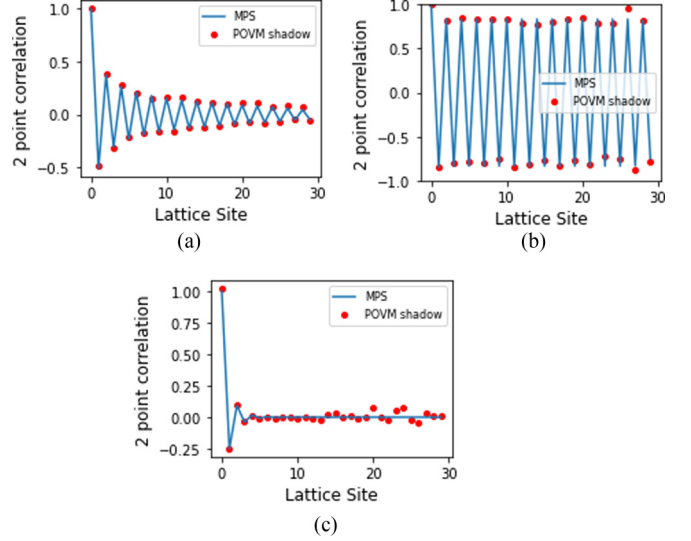 2 point correlation
1.0
0.5
0.0
−0.5
0
10
20
30
Lattice Site
MPS
POVM shadow
(a)
2 point correlation
1.0
0.5
0.0
−0.5
−1.0
0
10
20
30
Lattice Site
MPS
POVM shadow
(b)
2 point correlation
1.00
0.75
0.50
0.25
0.00
−0.25
0
10
20
30
Lattice Site
MPS
POVM shadow
(c)